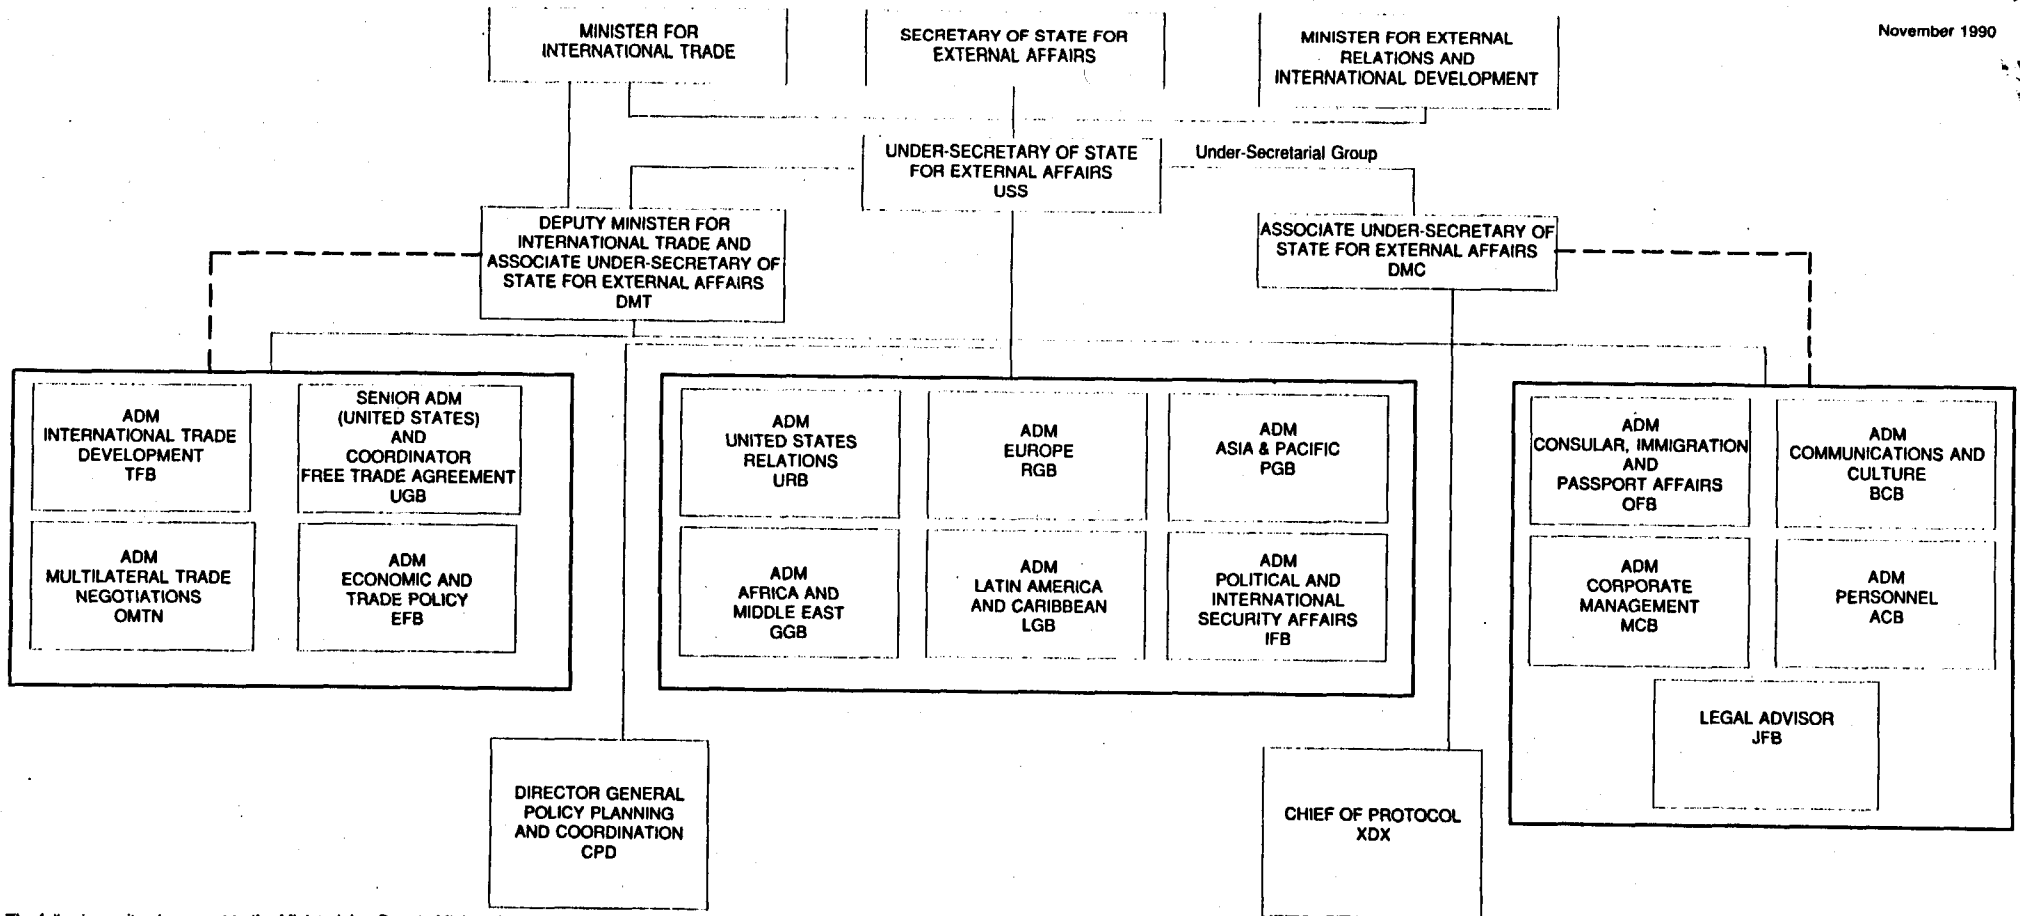 November 1990
MINISTER FOR
INTERNATIONAL TRADE
SECRETARY OF STATE FOR
EXTERNAL AFFAIRS
MINISTER FOR EXTERNAL
RELATIONS AND
INTERNATIONAL DEVELOPMENT
UNDER-SECRETARY OF STATE
FOR EXTERNAL AFFAIRS
USS
Under-Secretarial Group
DEPUTY MINISTER FOR
INTERNATIONAL TRADE AND
ASSOCIATE UNDER-SECRETARY OF
STATE FOR EXTERNAL AFFAIRS
DMT
ASSOCIATE UNDER-SECRETARY OF
STATE FOR EXTERNAL AFFAIRS
DMC
ADM
INTERNATIONAL TRADE
DEVELOPMENT
TFB
SENIOR ADM
(UNITED STATES)
AND
COORDINATOR
FREE TRADE AGREEMENT
UGB
ADM
MULTILATERAL TRADE
NEGOTIATIONS
OMTN
ADM
ECONOMIC AND
TRADE POLICY
EFB
ADM
UNITED STATES
RELATIONS
URB
ADM
EUROPE
RGB
ADM
ASIA & PACIFIC
PGB
ADM
AFRICA AND
MIDDLE EAST
GGB
ADM
LATIN AMERICA
AND CARIBBEAN
LGB
ADM
POLITICAL AND
INTERNATIONAL
SECURITY AFFAIRS
IFB
ADM
CONSULAR, IMMIGRATION
AND
PASSPORT AFFAIRS
OFB
ADM
COMMUNICATIONS AND
CULTURE
BCB
ADM
CORPORATE
MANAGEMENT
MCB
ADM
PERSONNEL
ACB
LEGAL ADVISOR
JFB
DIRECTOR GENERAL
POLICY PLANNING
AND COORDINATION
CPD
CHIEF OF PROTOCOL
XDX